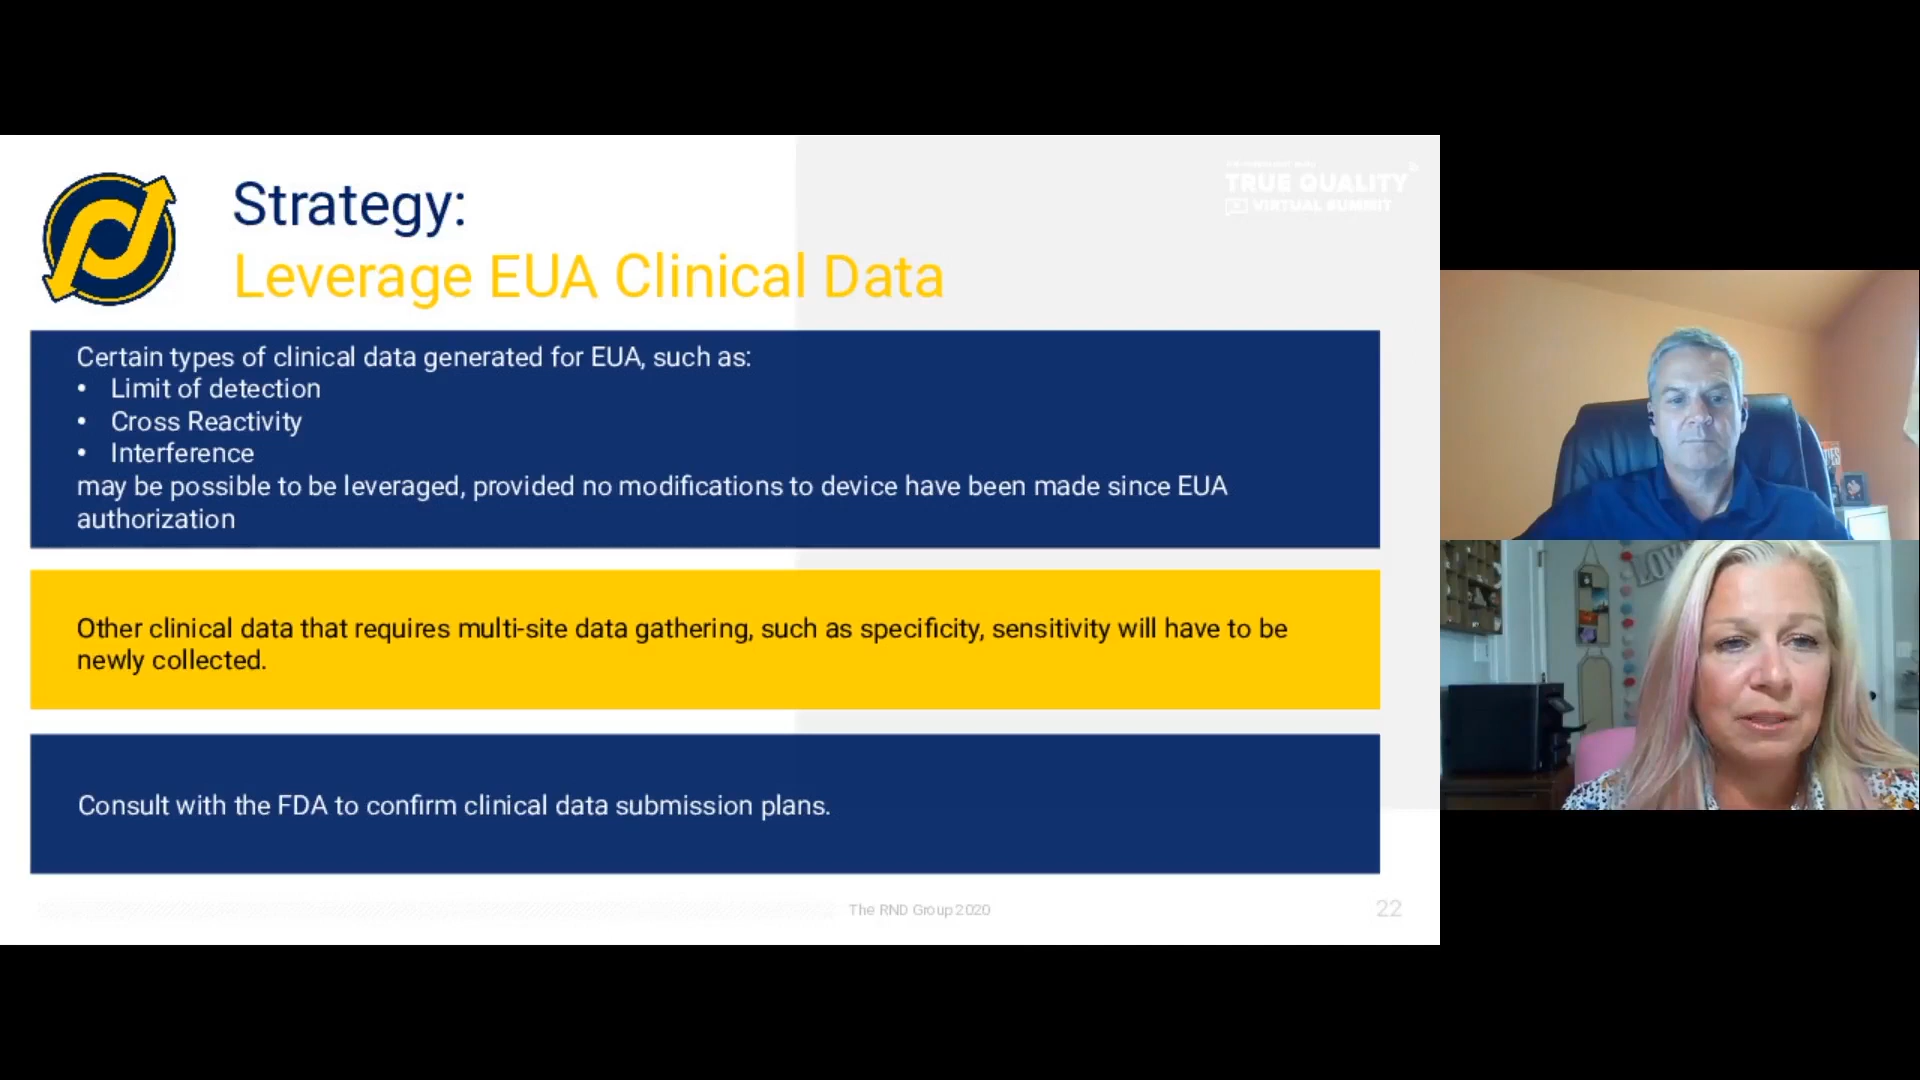 Strategy:
Leverage EUA Clinical Data
TRUE QUALITY
VIRTUAL SUMMIT
Certain types of clinical data generated for EUA, such as:
• Limit of detection
• Cross Reactivity
• Interference
may be possible to be leveraged, provided no modifications to device have been made since EUA
authorization
Other clinical data that requires multi-site data gathering, such as specificity, sensitivity will have to be
newly collected.
Consult with the FDA to confirm clinical data submission plans.
The RND Group 2020
22